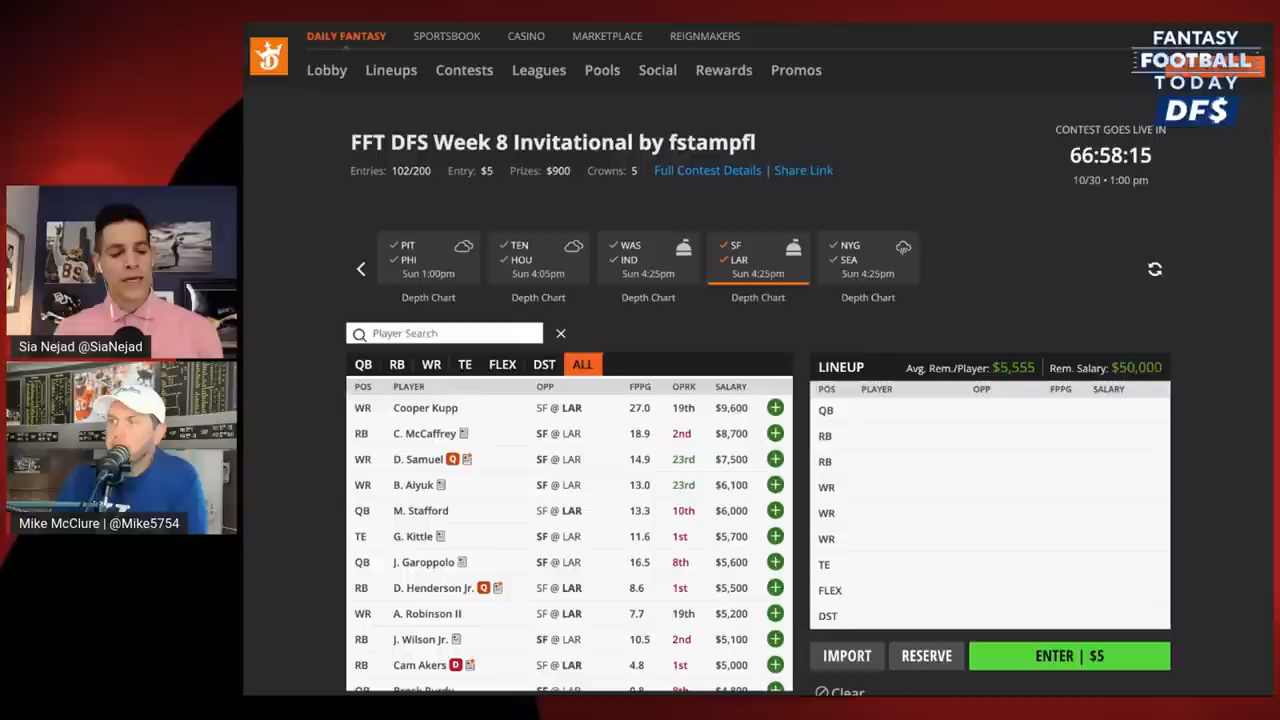 DAILY FANTASY SPORTSBOOK CASINO MARKETPLACE REIGNMAKERS
Lobby Lineups Contests Leagues Pools Social Rewards Promos
FANTASY
FOOTBALL
TODAY
DF$
FFT DFS Week 8 Invitational by fstampfl
Entries: 102/200 Entry: $5 Prizes: $900 Crowns: 5 Full Contest Details | Share Link
CONTEST GOES LIVE IN
66:58:15
10/30 • 1:00 pm
PIT TEN WAS SF NYG
PHI HOU IND LAR SEA
Sun 1:00pm Sun 4:05pm Sun 4:25pm Sun 4:25pm Sun 4:25pm
Depth Chart Depth Chart Depth Chart Depth Chart Depth Chart
Player Search
QB RB WR TE FLEX DST ALL
POS PLAYER OPP FPPG OPRK SALARY
WR Cooper Kupp SF @ LAR 27.0 19th $9,600
RB C. McCaffrey SF @ LAR 18.9 2nd $8,700
WR D. Samuel Q SF @ LAR 14.9 23rd $7,500
WR B. Aiyuk SF @ LAR 13.0 23rd $6,100
QB M. Stafford SF @ LAR 13.3 10th $6,000
TE G. Kittle SF @ LAR 11.6 1st $5,700
QB J. Garoppolo SF @ LAR 16.5 8th $5,600
RB D. Henderson Jr. Q SF @ LAR 8.6 1st $5,500
WR A. Robinson II SF @ LAR 7.7 19th $5,200
RB J. Wilson Jr. SF @ LAR 10.5 2nd $5,100
RB Cam Akers D SF @ LAR 4.8 1st $5,000
QB Brock Purdy SF @ LAR 0.8 8th $4,800
LINEUP Avg. Rem./Player: $5,555 Rem. Salary: $50,000
POS PLAYER OPP FPPG SALARY
QB
RB
RB
WR
WR
WR
TE
FLEX
DST
IMPORT RESERVE ENTER | $5
Clear
89
Sia Nejad @SiaNejad
Mike McClure | @Mike5754